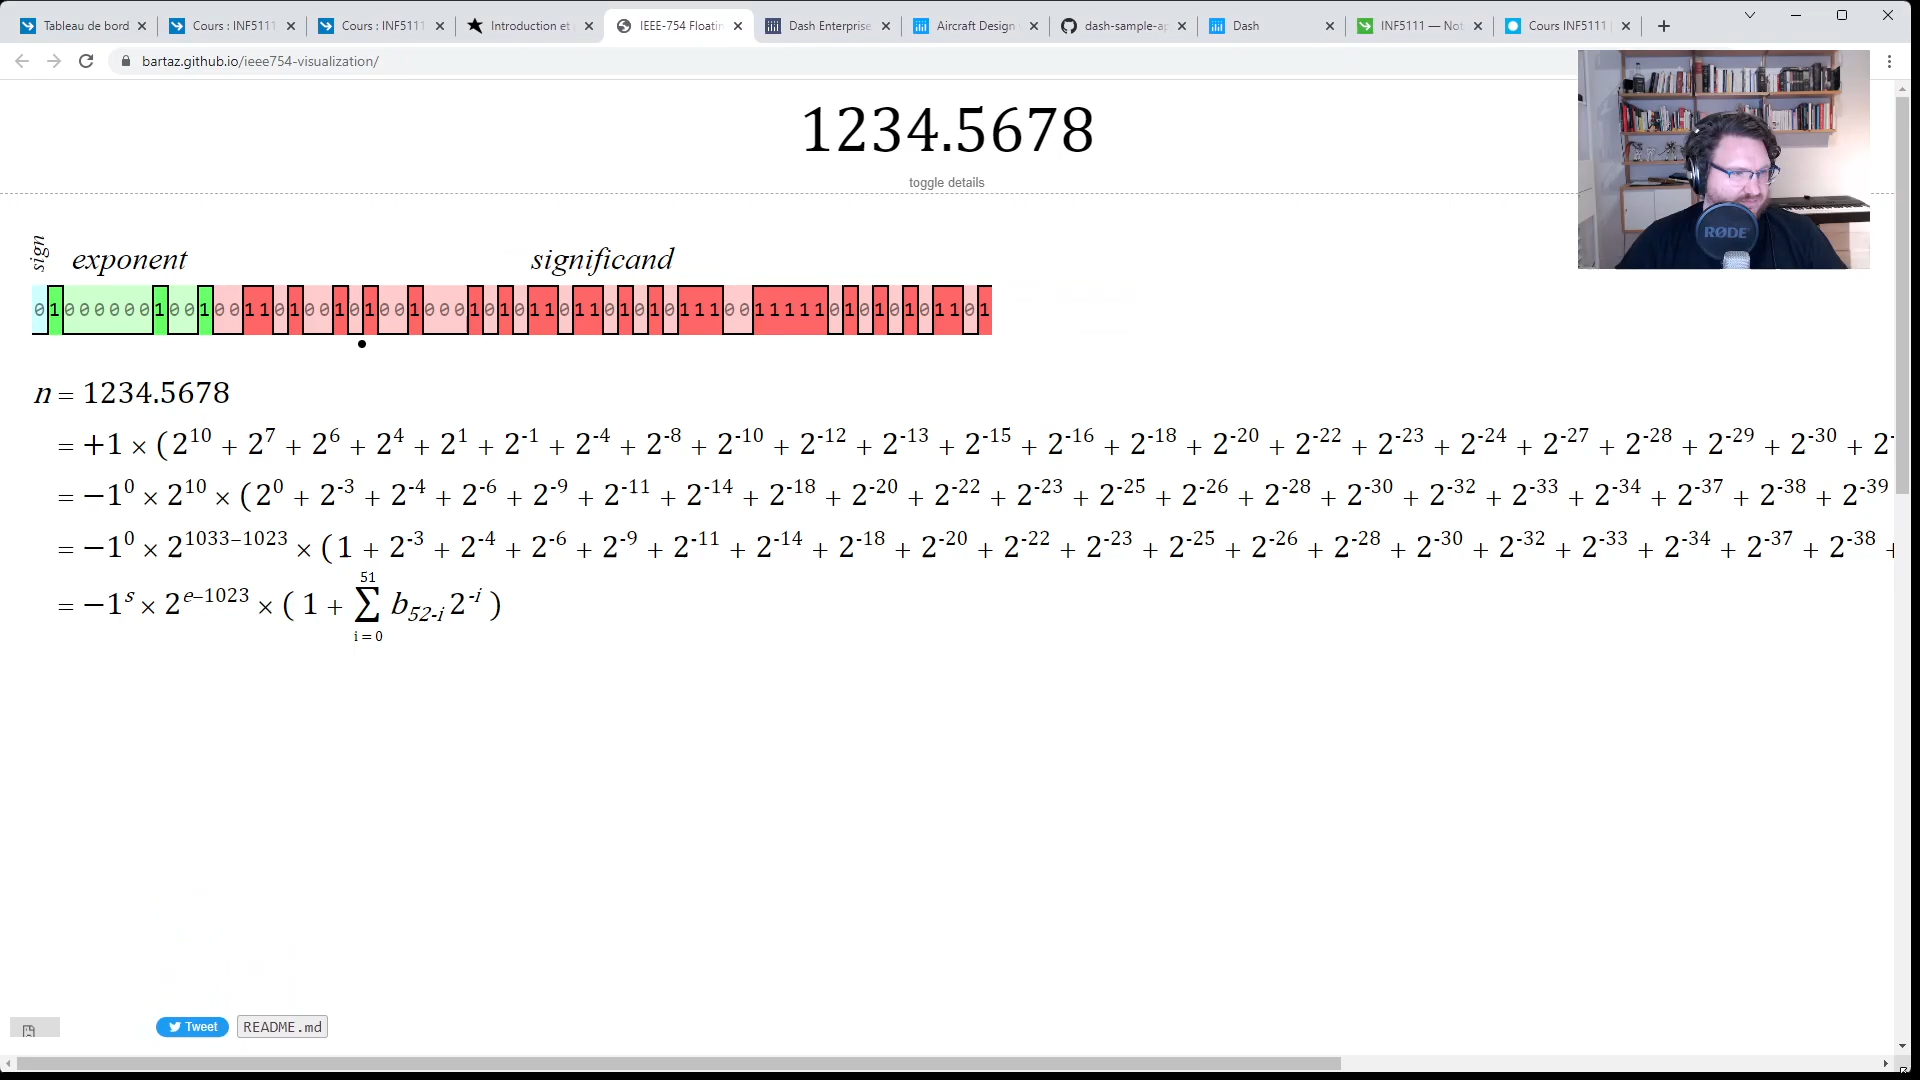 Tableau de bord
Cours : INF5111
Cours : INF5111
Introduction et
IEEE-754 Floatin
Dash Enterprise
Aircraft Design
dash-sample-ap
Dash
INF5111 — Not
Cours INF5111
bartaz.github.io/ieee754-visualization/
1234.5678
toggle details
sign
exponent
significand
0100000010010011010010100100010101101101010111001111101010101101
n = 1234.5678
= +1 × (2^10 + 2^7 + 2^6 + 2^4 + 2^1 + 2^-1 + 2^-4 + 2^-8 + 2^-10 + 2^-12 + 2^-13 + 2^-15 + 2^-16 + 2^-18 + 2^-20 + 2^-22 + 2^-23 + 2^-24 + 2^-27 + 2^-28 + 2^-29 + 2^-30 + 2^-
= −1^0 × 2^10 × (2^0 + 2^-3 + 2^-4 + 2^-6 + 2^-9 + 2^-11 + 2^-14 + 2^-18 + 2^-20 + 2^-22 + 2^-23 + 2^-25 + 2^-26 + 2^-28 + 2^-30 + 2^-32 + 2^-33 + 2^-34 + 2^-37 + 2^-38 + 2^-39
= −1^0 × 2^1033−1023 × (1 + 2^-3 + 2^-4 + 2^-6 + 2^-9 + 2^-11 + 2^-14 + 2^-18 + 2^-20 + 2^-22 + 2^-23 + 2^-25 + 2^-26 + 2^-28 + 2^-30 + 2^-32 + 2^-33 + 2^-34 + 2^-37 + 2^-38 +
51
= −1^s × 2^e−1023 × ( 1 + Σ b_52-i 2^-i )
i = 0
Tweet
README.md
RØDE